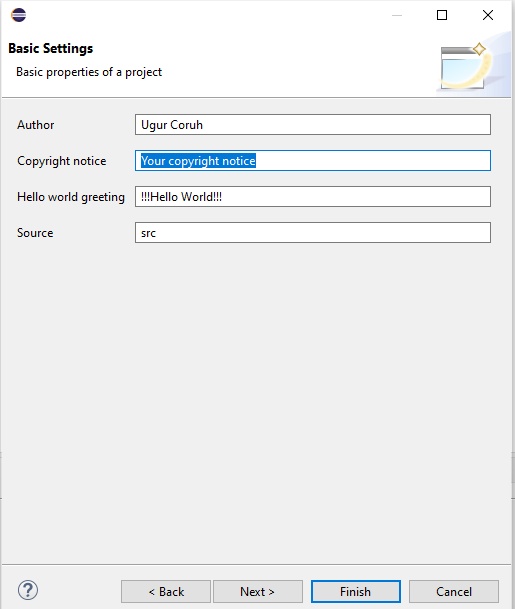 Basic Settings
Basic properties of a project
Author Ugur Coruh
Copyright notice Your copyright notice
Hello world greeting !!!Hello World!!!
Source src
? < Back Next > Finish Cancel